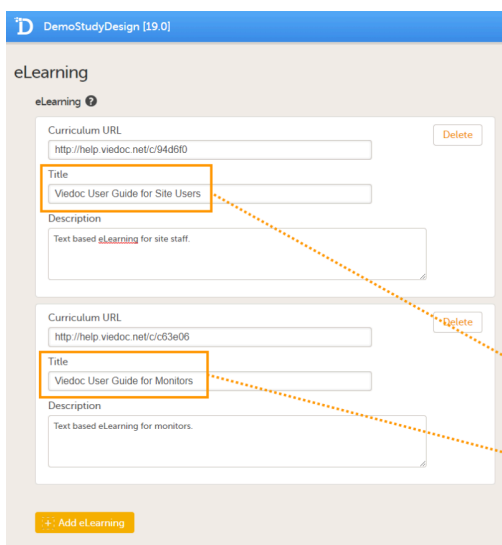 DemoStudyDesign [19.0]
eLearning
eLearning ?
Curriculum URL
Delete
http://help.viedoc.net/c/94d6f0
Title
Viedoc User Guide for Site Users
Description
Text based eLearning for site staff.
Curriculum URL
Delete
http://help.viedoc.net/c/c63e06
Title
Viedoc User Guide for Monitors
Description
Text based eLearning for monitors.
+ Add eLearning